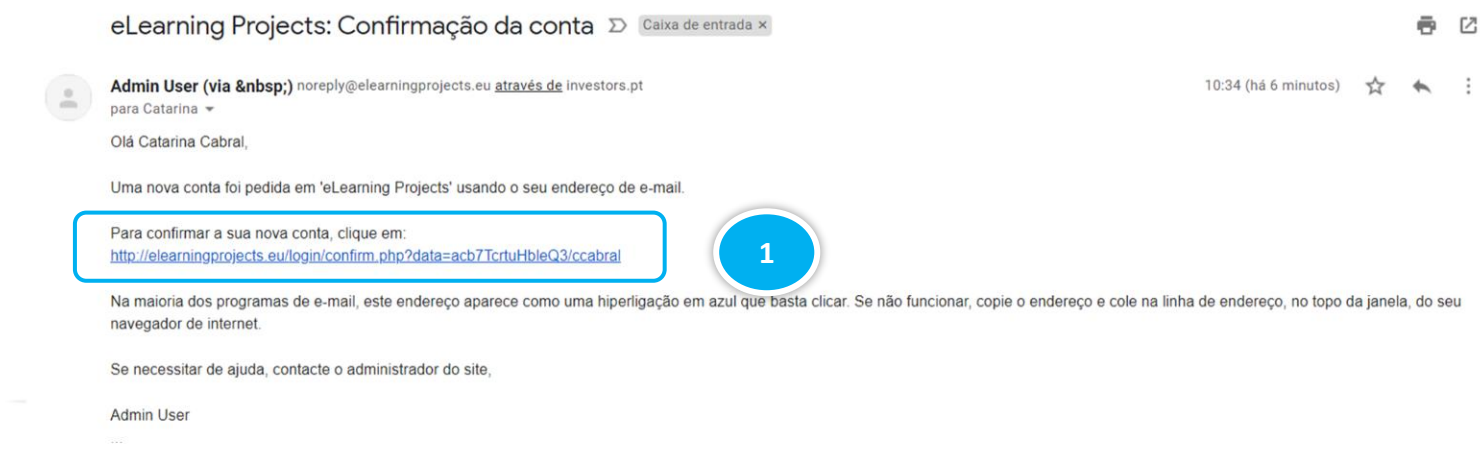 eLearning Projects: Confirmação da conta Caixa de entrada ×
Admin User (via &nbsp;) noreply@elearningprojects.eu através de investors.pt 10:34 (há 6 minutos)
para Catarina
Olá Catarina Cabral,
Uma nova conta foi pedida em 'eLearning Projects' usando o seu endereço de e-mail.
Para confirmar a sua nova conta, clique em:
http://elearningprojects.eu/login/confirm.php?data=acb7TcrtuHbleQ3/ccabral
1
Na maioria dos programas de e-mail, este endereço aparece como uma hiperligação em azul que basta clicar. Se não funcionar, copie o endereço e cole na linha de endereço, no topo da janela, do seu
navegador de internet.
Se necessitar de ajuda, contacte o administrador do site,
Admin User
...